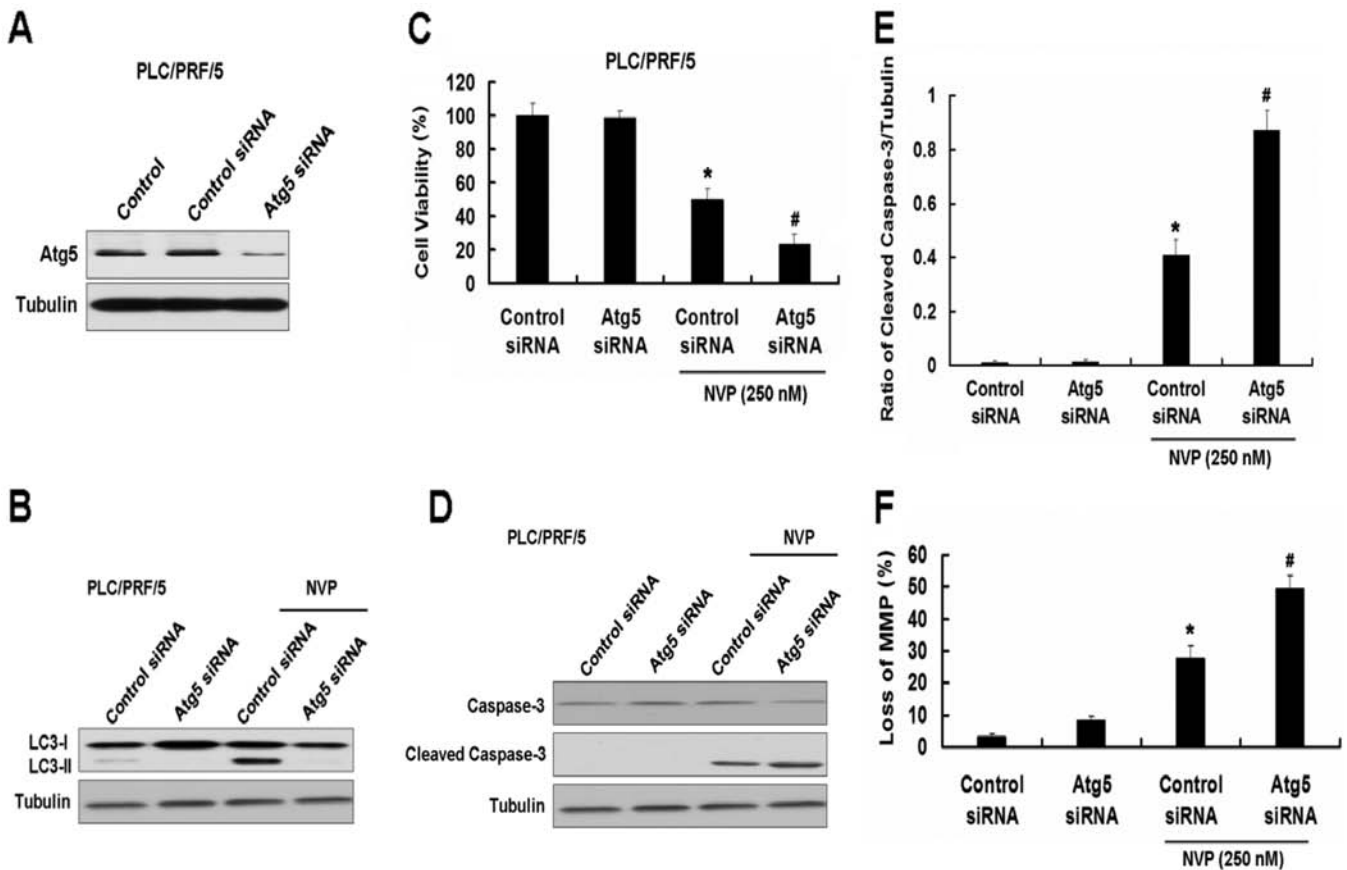 A
PLC/PRF/5
Control
Control siRNA
Atg5 siRNA
Atg5
Tubulin
B
PLC/PRF/5
NVP
Control siRNA
Atg5 siRNA
Control siRNA
Atg5 siRNA
LC3-I
LC3-II
Tubulin
C
PLC/PRF/5
Cell Viability (%)
120
100
80
60
40
20
0
*
#
Control
siRNA
Atg5
siRNA
Control
siRNA
Atg5
siRNA
NVP (250 nM)
D
PLC/PRF/5
NVP
Control siRNA
Atg5 siRNA
Control siRNA
Atg5 siRNA
Caspase-3
Cleaved Caspase-3
Tubulin
E
Ratio of Cleaved Caspase-3/Tubulin
1
0.8
0.6
0.4
0.2
0
*
#
Control
siRNA
Atg5
siRNA
Control
siRNA
Atg5
siRNA
NVP (250 nM)
F
Loss of MMP (%)
60
50
40
30
20
10
0
*
#
Control
siRNA
Atg5
siRNA
Control
siRNA
Atg5
siRNA
NVP (250 nM)